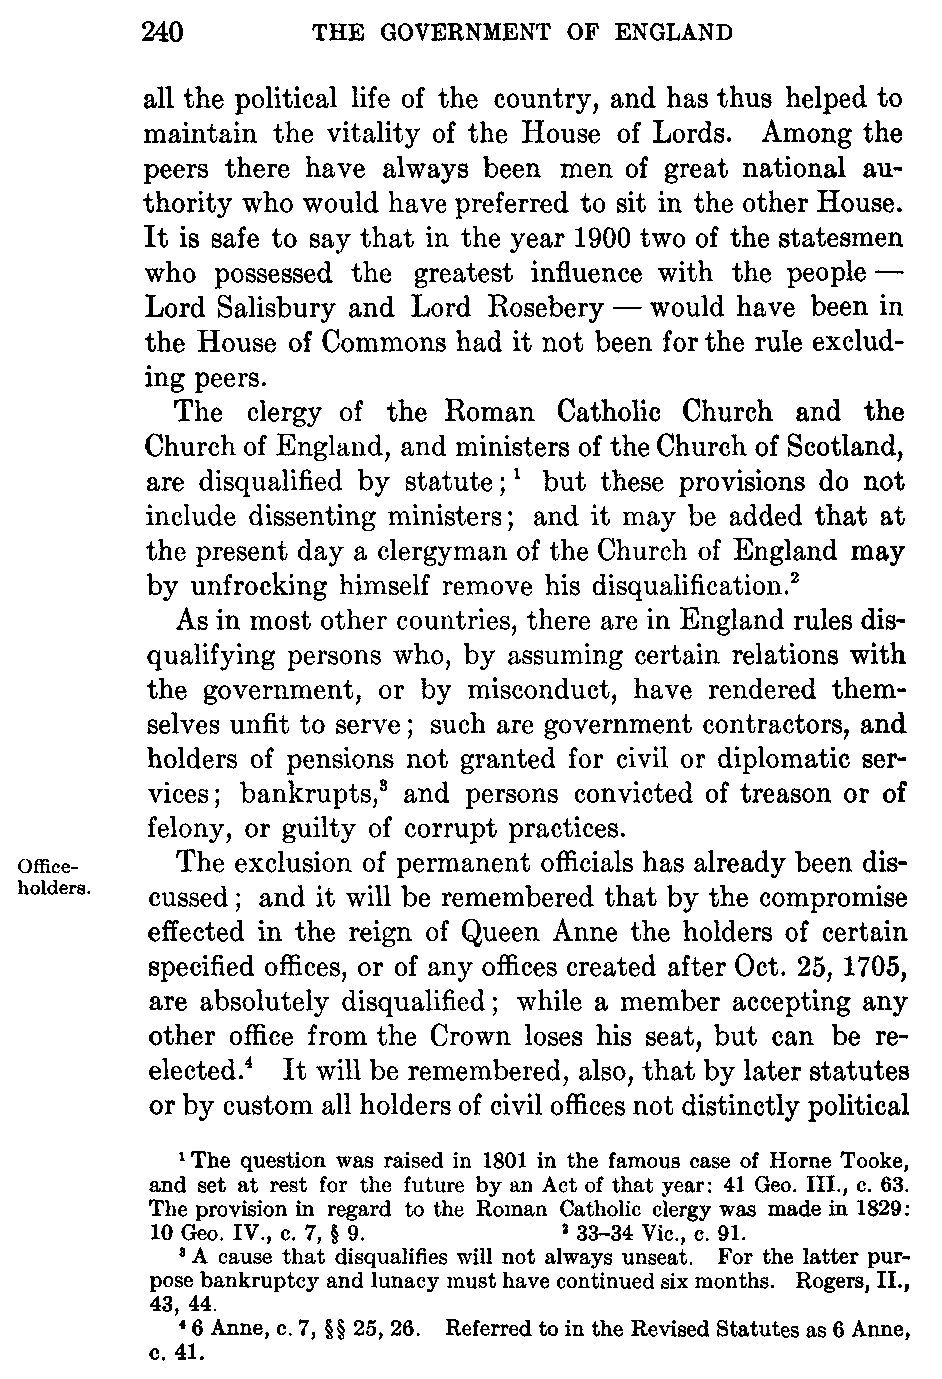 240 THE GOVERNMENT OF ENGLAND
all the political life of the country, and has thus helped to
maintain the vitality of the House of Lords. Among the
peers there have always been men of great national au-
thority who would have preferred to sit in the other House.
It is safe to say that in the year 1900 two of the statesmen
who possessed the greatest influence with the people —
Lord Salisbury and Lord Rosebery — would have been in
the House of Commons had it not been for the rule exclud-
ing peers.
The clergy of the Roman Catholic Church and the
Church of England, and ministers of the Church of Scotland,
are disqualified by statute;¹ but these provisions do not
include dissenting ministers; and it may be added that at
the present day a clergyman of the Church of England may
by unfrocking himself remove his disqualification.²
As in most other countries, there are in England rules dis-
qualifying persons who, by assuming certain relations with
the government, or by misconduct, have rendered them-
selves unfit to serve; such are government contractors, and
holders of pensions not granted for civil or diplomatic ser-
vices; bankrupts,³ and persons convicted of treason or of
felony, or guilty of corrupt practices.
Office-
holders.
The exclusion of permanent officials has already been dis-
cussed; and it will be remembered that by the compromise
effected in the reign of Queen Anne the holders of certain
specified offices, or of any offices created after Oct. 25, 1705,
are absolutely disqualified; while a member accepting any
other office from the Crown loses his seat, but can be re-
elected.⁴ It will be remembered, also, that by later statutes
or by custom all holders of civil offices not distinctly political
¹ The question was raised in 1801 in the famous case of Horne Tooke,
and set at rest for the future by an Act of that year: 41 Geo. III., c. 63.
The provision in regard to the Roman Catholic clergy was made in 1829:
10 Geo. IV., c. 7, § 9. ² 33–34 Vic., c. 91.
³ A cause that disqualifies will not always unseat. For the latter pur-
pose bankruptcy and lunacy must have continued six months. Rogers, II.,
43, 44.
⁴ 6 Anne, c. 7, §§ 25, 26. Referred to in the Revised Statutes as 6 Anne,
c. 41.